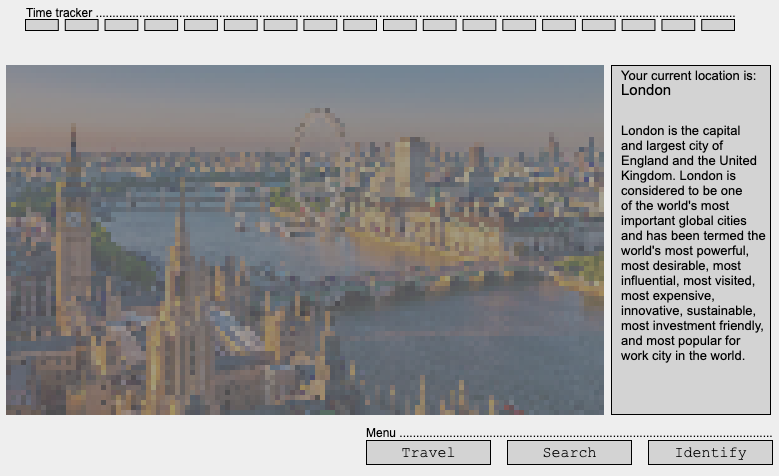 Time tracker ................................................................................
Your current location is:
London
London is the capital
and largest city of
England and the United
Kingdom. London is
considered to be one
of the world's most
important global cities
and has been termed the
world's most powerful,
most desirable, most
influential, most visited,
most expensive,
innovative, sustainable,
most investment friendly,
and most popular for
work city in the world.
Menu ................................................................................
Travel Search Identify